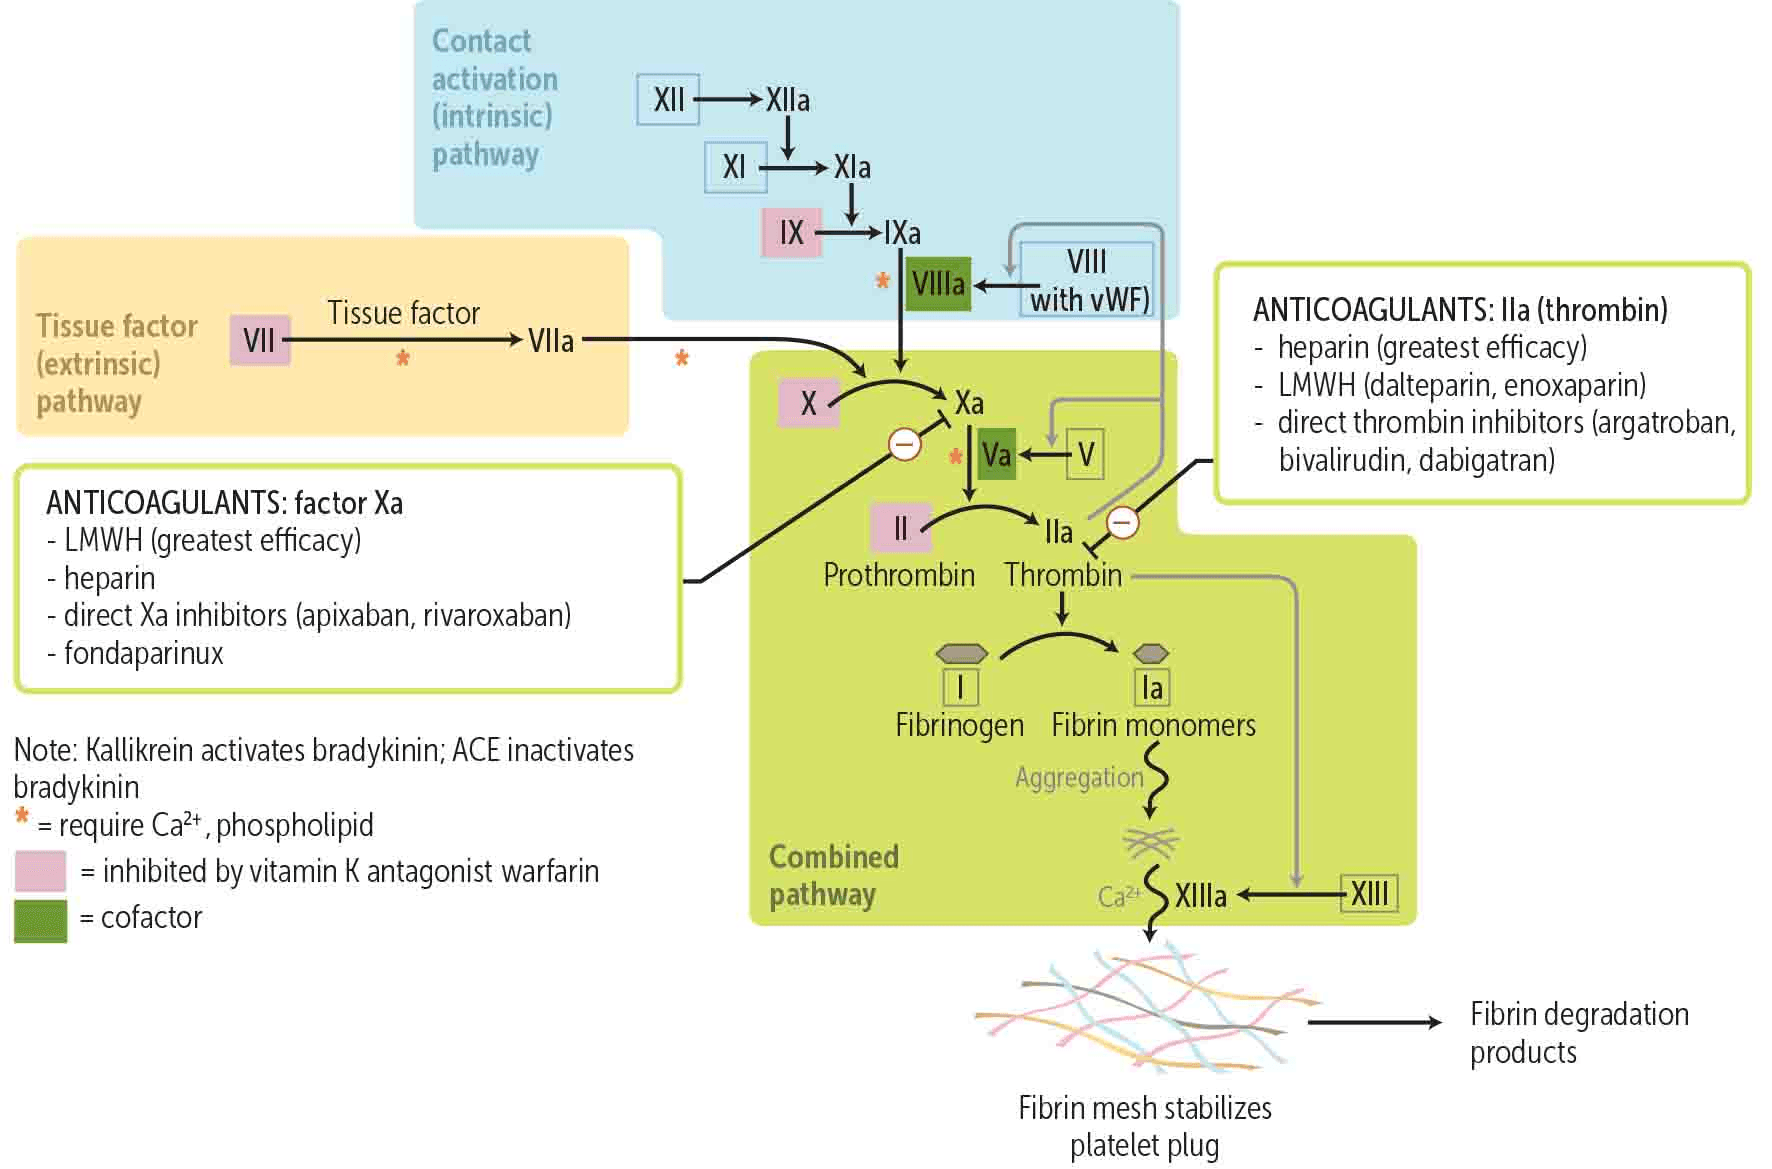 Contact
activation
(intrinsic)
pathway
XII
XIIa
XI
XIa
IX
IXa
*
VIIIa
VIII
with vWF)
Tissue factor
(extrinsic)
pathway
VII
Tissue factor
*
VIIa
*
ANTICOAGULANTS: IIa (thrombin)
- heparin (greatest efficacy)
- LMWH (dalteparin, enoxaparin)
- direct thrombin inhibitors (argatroban,
bivalirudin, dabigatran)
X
Xa
−
*
Va
V
II
IIa
−
Prothrombin
Thrombin
ANTICOAGULANTS: factor Xa
- LMWH (greatest efficacy)
- heparin
- direct Xa inhibitors (apixaban, rivaroxaban)
- fondaparinux
I
Ia
Fibrinogen
Fibrin monomers
Aggregation
Combined
pathway
Ca²⁺
XIIIa
XIII
Note: Kallikrein activates bradykinin; ACE inactivates
bradykinin
* = require Ca²⁺ , phospholipid
= inhibited by vitamin K antagonist warfarin
= cofactor
Fibrin degradation
products
Fibrin mesh stabilizes
platelet plug